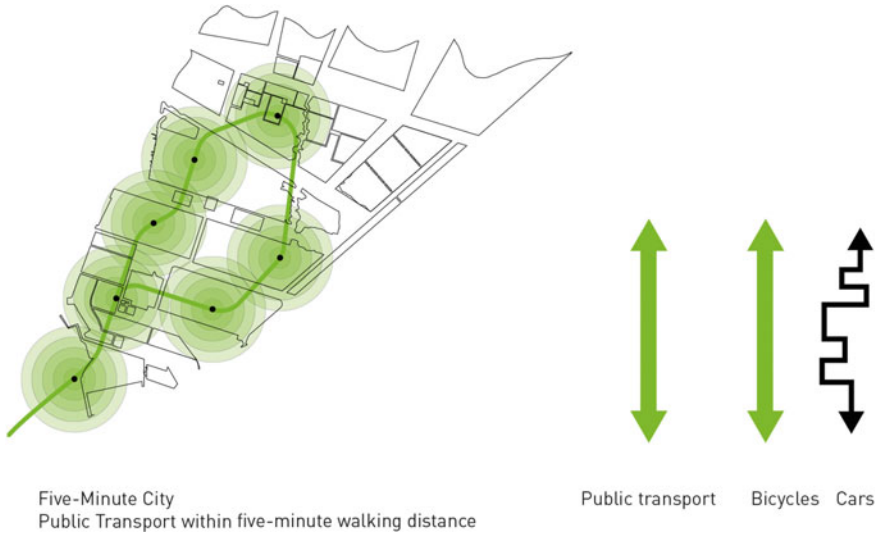 Five-Minute City
Public Transport within five-minute walking distance
Public transport
Bicycles
Cars